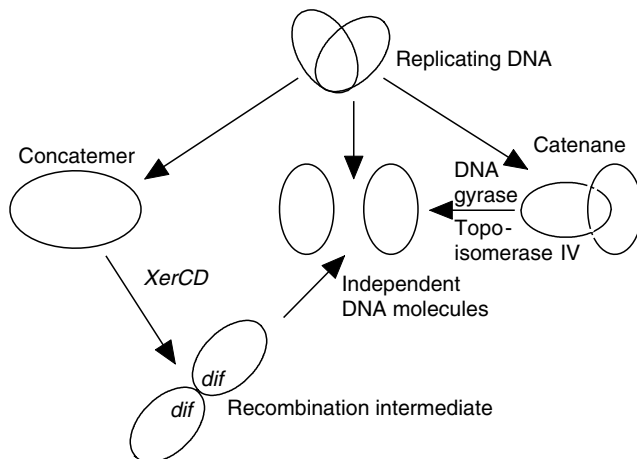 Replicating DNA
Concatemer
Catenane
DNA
gyrase
Topo-
isomerase IV
XerCD
Independent
DNA molecules
dif
dif
Recombination intermediate